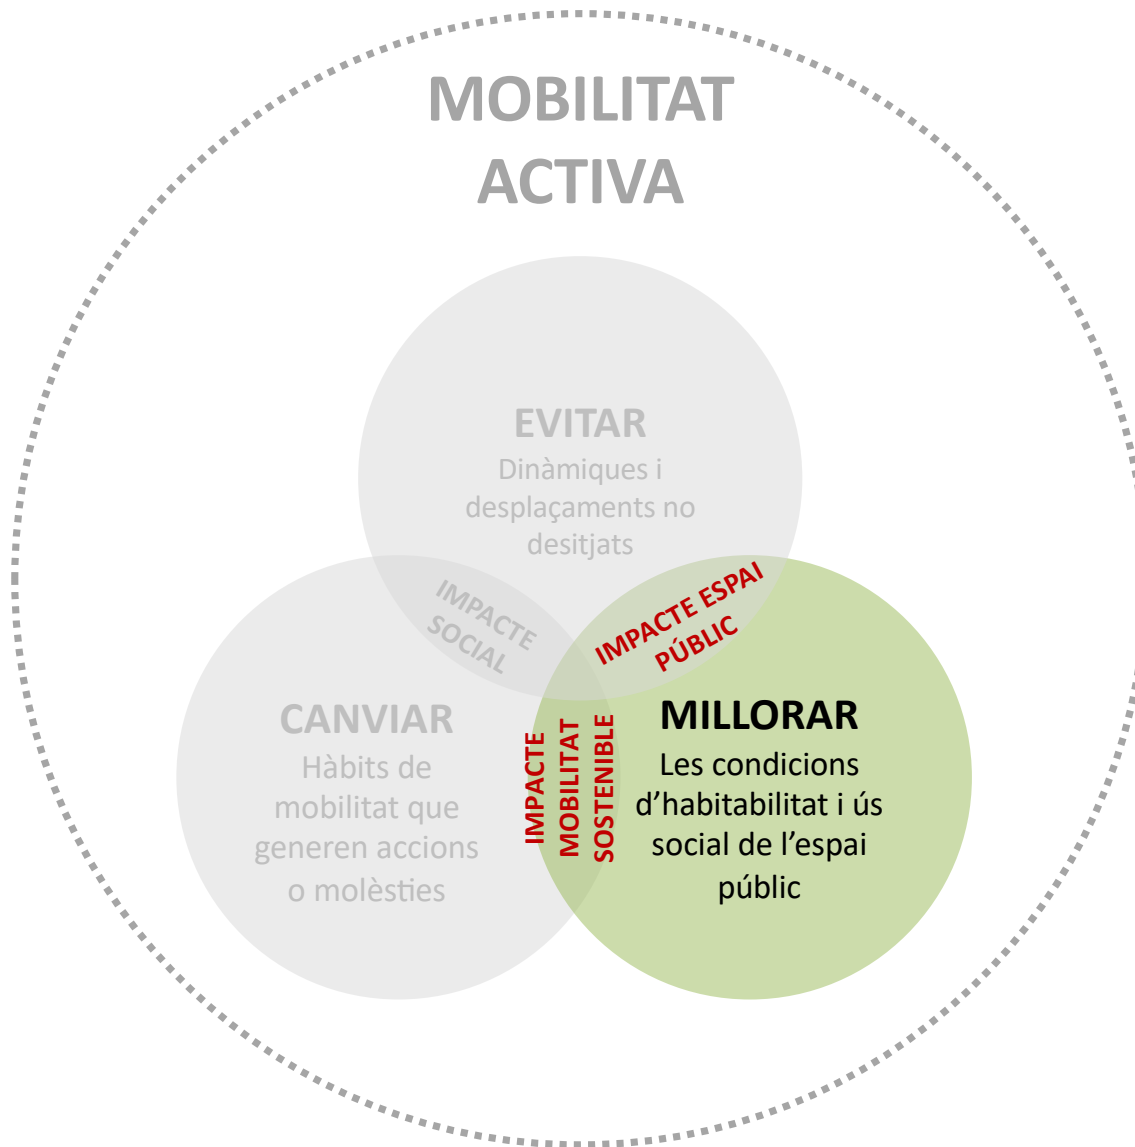 MOBILITAT
ACTIVA
EVITAR
Dinàmiques i
desplaçaments no
desitjats
IMPACTE
SOCIAL
IMPACTE ESPAI
PÚBLIC
CANVIAR
Hàbits de
mobilitat que
generen accions
o molèsties
IMPACTE
MOBILITAT
SOSTENIBLE
MILLORAR
Les condicions
d’habitabilitat i ús
social de l’espai
públic